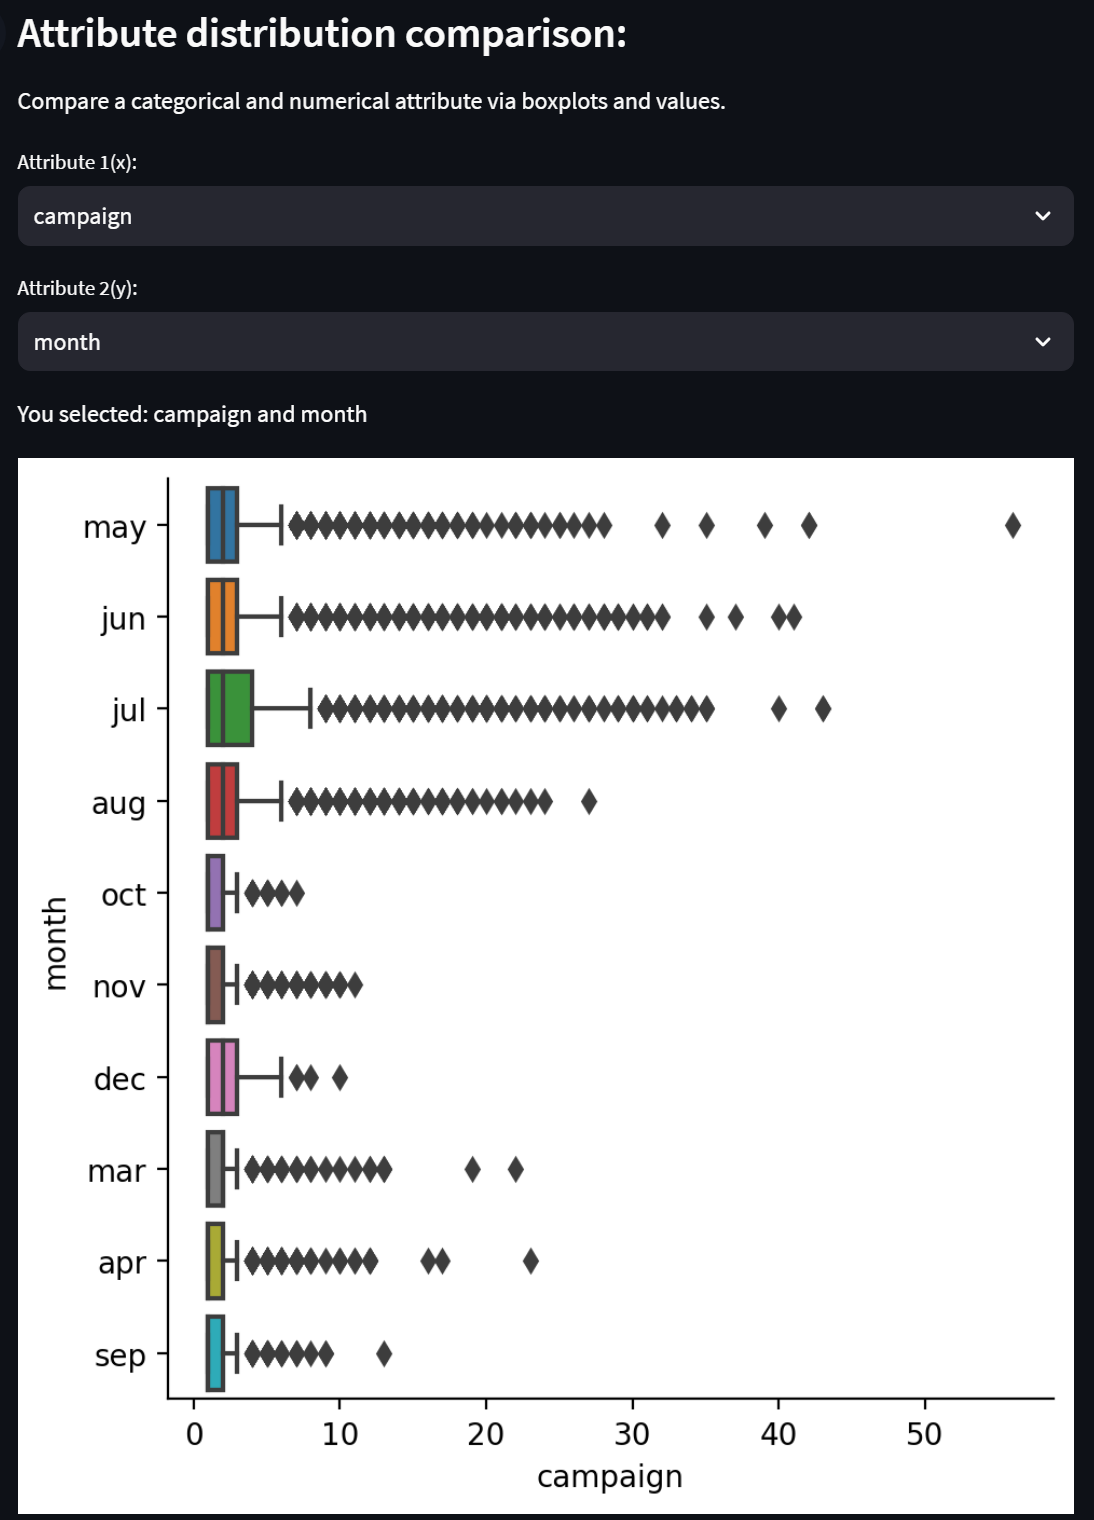 Attribute distribution comparison:
Compare a categorical and numerical attribute via boxplots and values.
Attribute 1(x):
campaign
Attribute 2(y):
month
You selected: campaign and month
may
jun
jul
aug
oct
nov
dec
mar
apr
sep
month
0 10 20 30 40 50
campaign